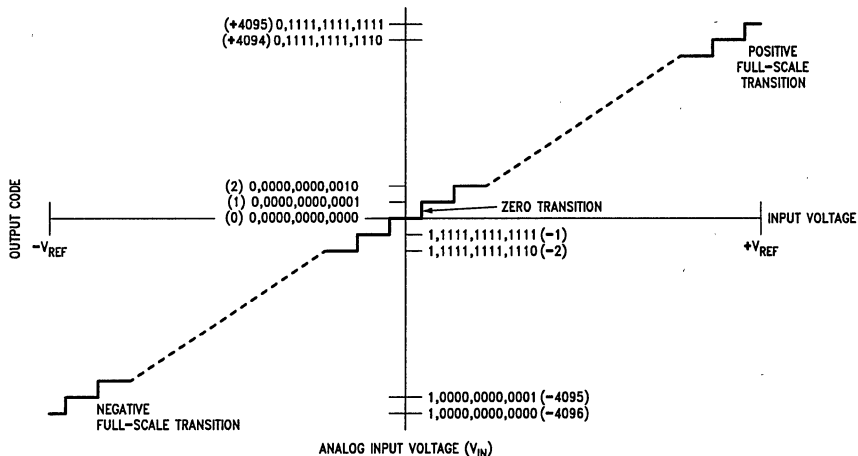 (+4095) 0,1111,1111,1111
(+4094) 0,1111,1111,1110
POSITIVE
FULL-SCALE
TRANSITION
OUTPUT CODE
(2) 0,0000,0000,0010
(1) 0,0000,0000,0001
(0) 0,0000,0000,0000
ZERO TRANSITION
INPUT VOLTAGE
-VREF
+VREF
1,1111,1111,1111 (-1)
1,1111,1111,1110 (-2)
1,0000,0000,0001 (-4095)
1,0000,0000,0000 (-4096)
NEGATIVE
FULL-SCALE TRANSITION
ANALOG INPUT VOLTAGE (VIN)